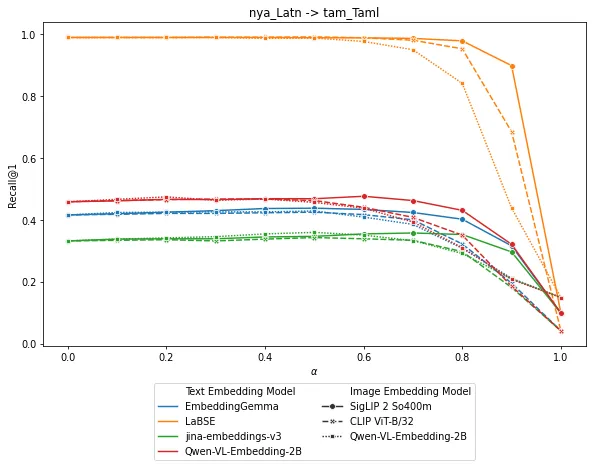 nya_Latn -> tam_Taml
Recall@1
1.0
0.8
0.6
0.4
0.2
0.0
0.0 0.2 0.4 0.6 0.8 1.0
α
Text Embedding Model
EmbeddingGemma
LaBSE
jina-embeddings-v3
Qwen-VL-Embedding-2B
Image Embedding Model
SigLIP 2 So400m
CLIP ViT-B/32
Qwen-VL-Embedding-2B